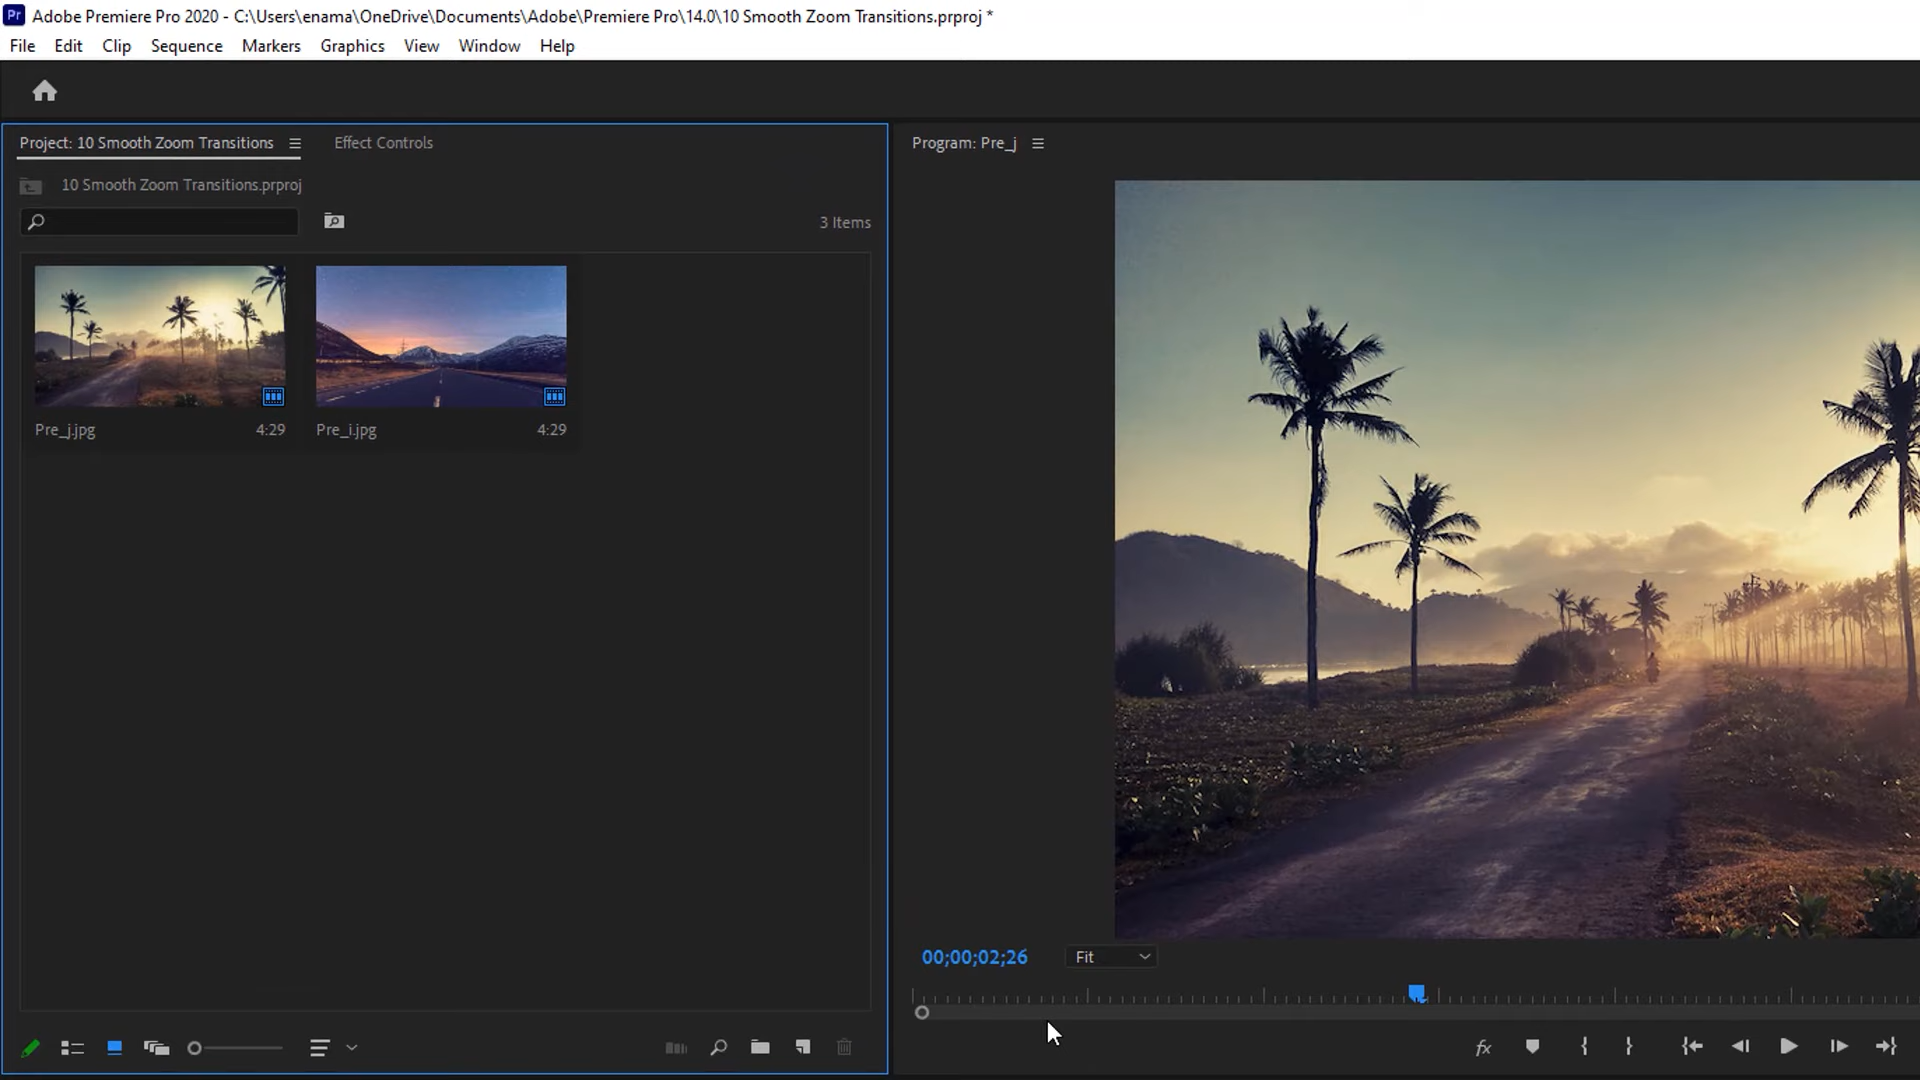 Pr Adobe Premiere Pro 2020 - C:\Users\enama\OneDrive\Documents\Adobe\Premiere Pro\14.0\10 Smooth Zoom Transitions.prproj *
File Edit Clip Sequence Markers Graphics View Window Help
Project: 10 Smooth Zoom Transitions
Effect Controls
Program: Pre_j
10 Smooth Zoom Transitions.prproj
3 Items
Pre_j.jpg 4:29
Pre_i.jpg 4:29
00;00;02;26
Fit
fx